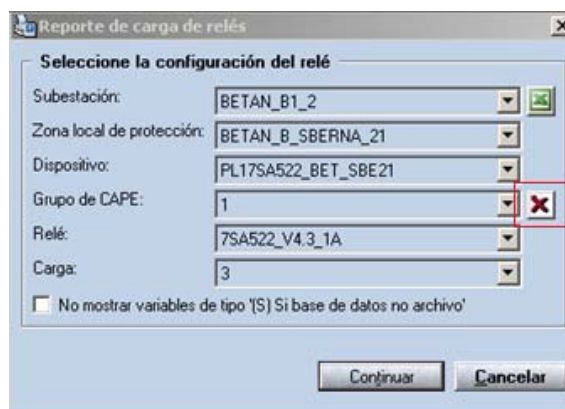 Reporte de carga de relés
Seleccione la configuración del relé
Subestación: BETAN_B1_2
Zona local de protección: BETAN_B_SBERNA_21
Dispositivo: PL17SA522_BET_SBE21
Grupo de CAPE: 1
Relé: 7SA522_V4.3_1A
Carga: 3
No mostrar variables de tipo '(S) Si base de datos no archivo'
Continuar Cancelar